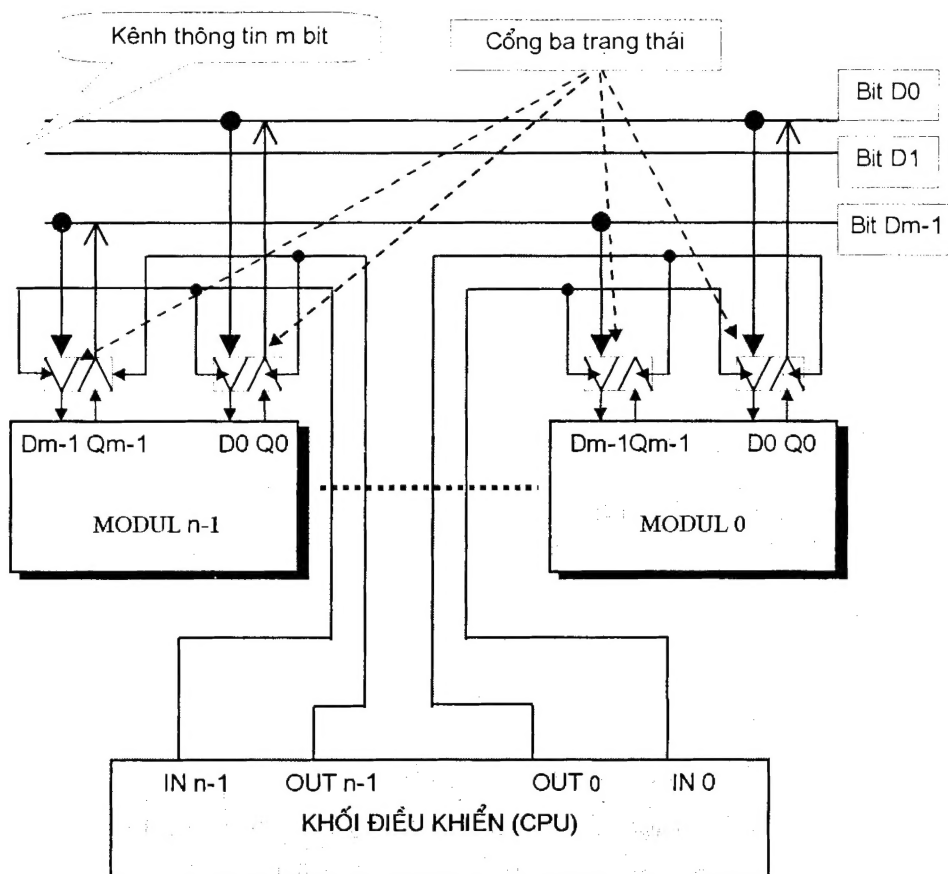 Kênh thông tin m bit
Cổng ba trang thái
Bit D0
Bit D1
Bit Dm-1
Dm-1 Qm-1
D0 Q0
Dm-1Qm-1
D0 Q0
MODUL n-1
MODUL 0
IN n-1
OUT n-1
OUT 0
IN 0
KHỐI ĐIỀU KHIỂN (CPU)